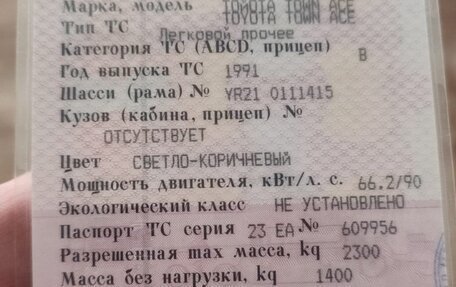 Марка, модель TOYOTA TOWN ACE
TOYOTA TOWN ACE
Тип ТС Легковой прочее
Категория ТС (ABCD, прицеп) B
Год выпуска ТС 1991
Шасси (рама) № YR21 0111415
Кузов (кабина, прицеп) №
ОТСУТСТВУЕТ
Цвет СВЕТЛО-КОРИЧНЕВЫЙ
Мощность двигателя, кВт/л. с. 66.2/90
Экологический класс НЕ УСТАНОВЛЕНО
Паспорт ТС серия 23 ЕА № 609956
Разрешенная max масса, kg 2300
Масса без нагрузки, kg 1400